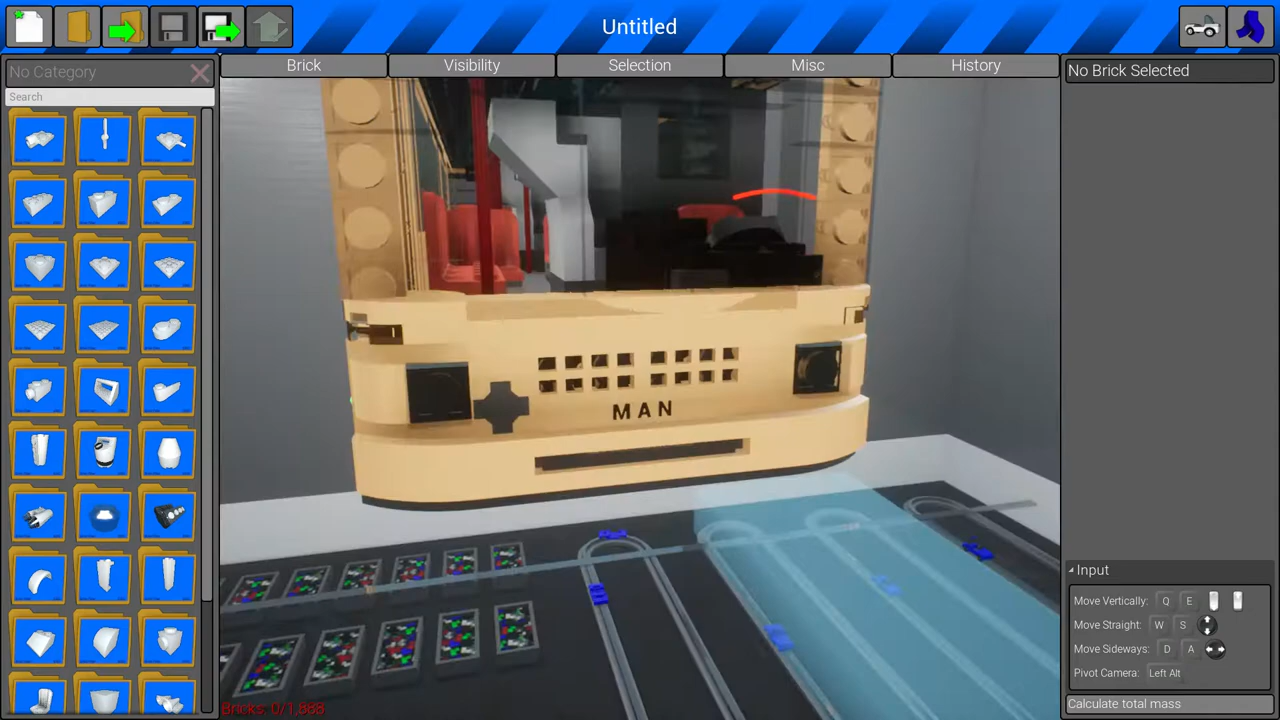 Untitled
No Category
Search
Brick
Visibility
Selection
Misc
History
No Brick Selected
MAN
Input
Move Vertically: Q E
Move Straight: W S
Move Sideways: D A
Pivot Camera: Left Alt
Calculate total mass
Bricks: 0/1,888